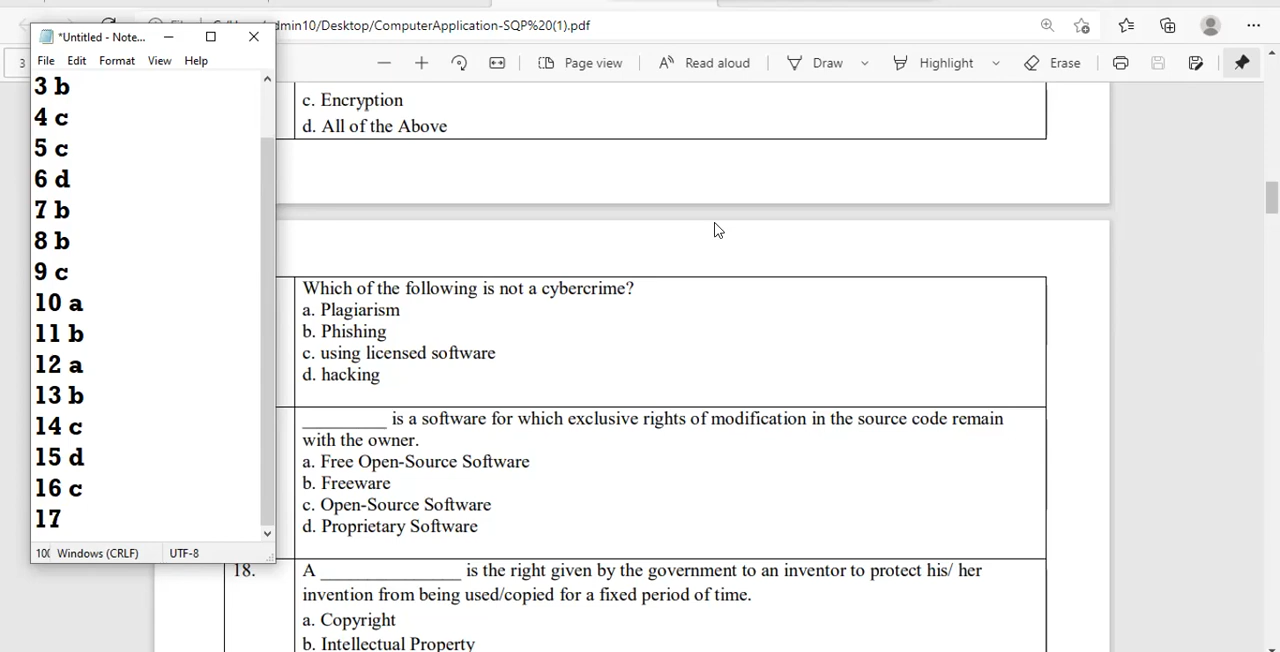 C:/Users/admin10/Desktop/ComputerApplication-SQP%20(1).pdf
*Untitled - Note...
File Edit Format View Help
3
Page view
Read aloud
Draw
Highlight
Erase
3 b
4 c
5 c
6 d
7 b
8 b
9 c
10 a
11 b
12 a
13 b
14 c
15 d
16 c
17
Windows (CRLF) UTF-8
c. Encryption
d. All of the Above
Which of the following is not a cybercrime?
a. Plagiarism
b. Phishing
c. using licensed software
d. hacking
_________ is a software for which exclusive rights of modification in the source code remain
with the owner.
a. Free Open-Source Software
b. Freeware
c. Open-Source Software
d. Proprietary Software
18. A _______________ is the right given by the government to an inventor to protect his/ her
invention from being used/copied for a fixed period of time.
a. Copyright
b. Intellectual Property